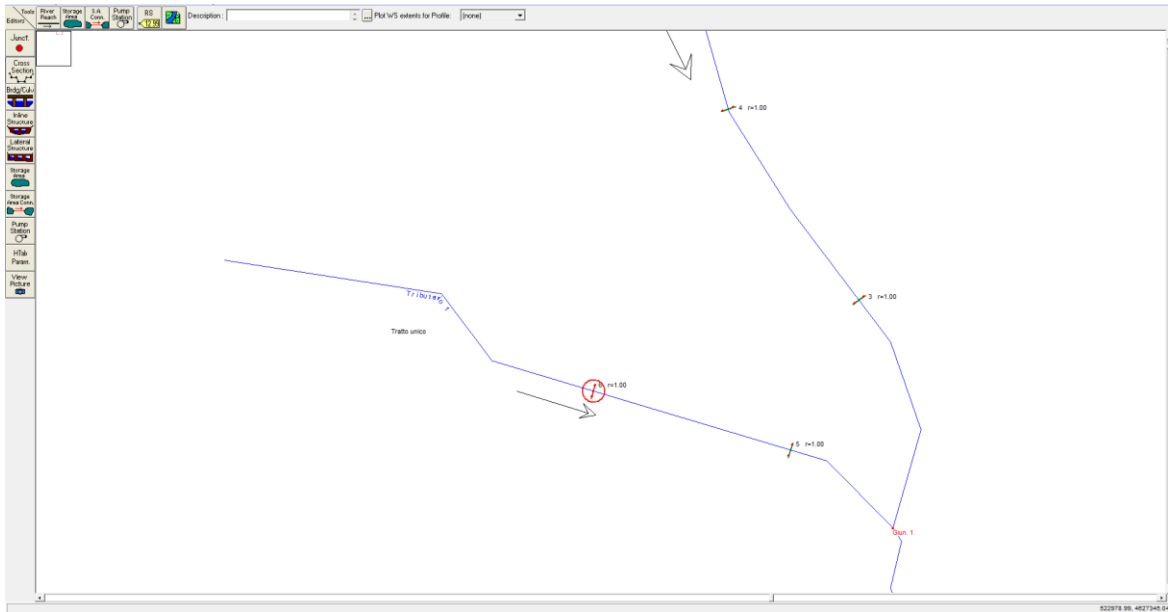 Tools
Editors
River
Reach
Storage
Area
S.A.
Conn.
Pump
Station
RS
12.99
Description:
...
Plot WS extents for Profile:
(none)
Junct.
Cross
Section
Brdg/Culv
Inline
Structure
Lateral
Structure
Storage
Area
Storage
Area Conn.
Pump
Station
HTab
Param.
View
Picture
4 r=1.00
3 r=1.00
Tributero 1
Tratto unico
6 r=1.00
5 r=1.00
Giun. 1
522978.99, 4627348.04